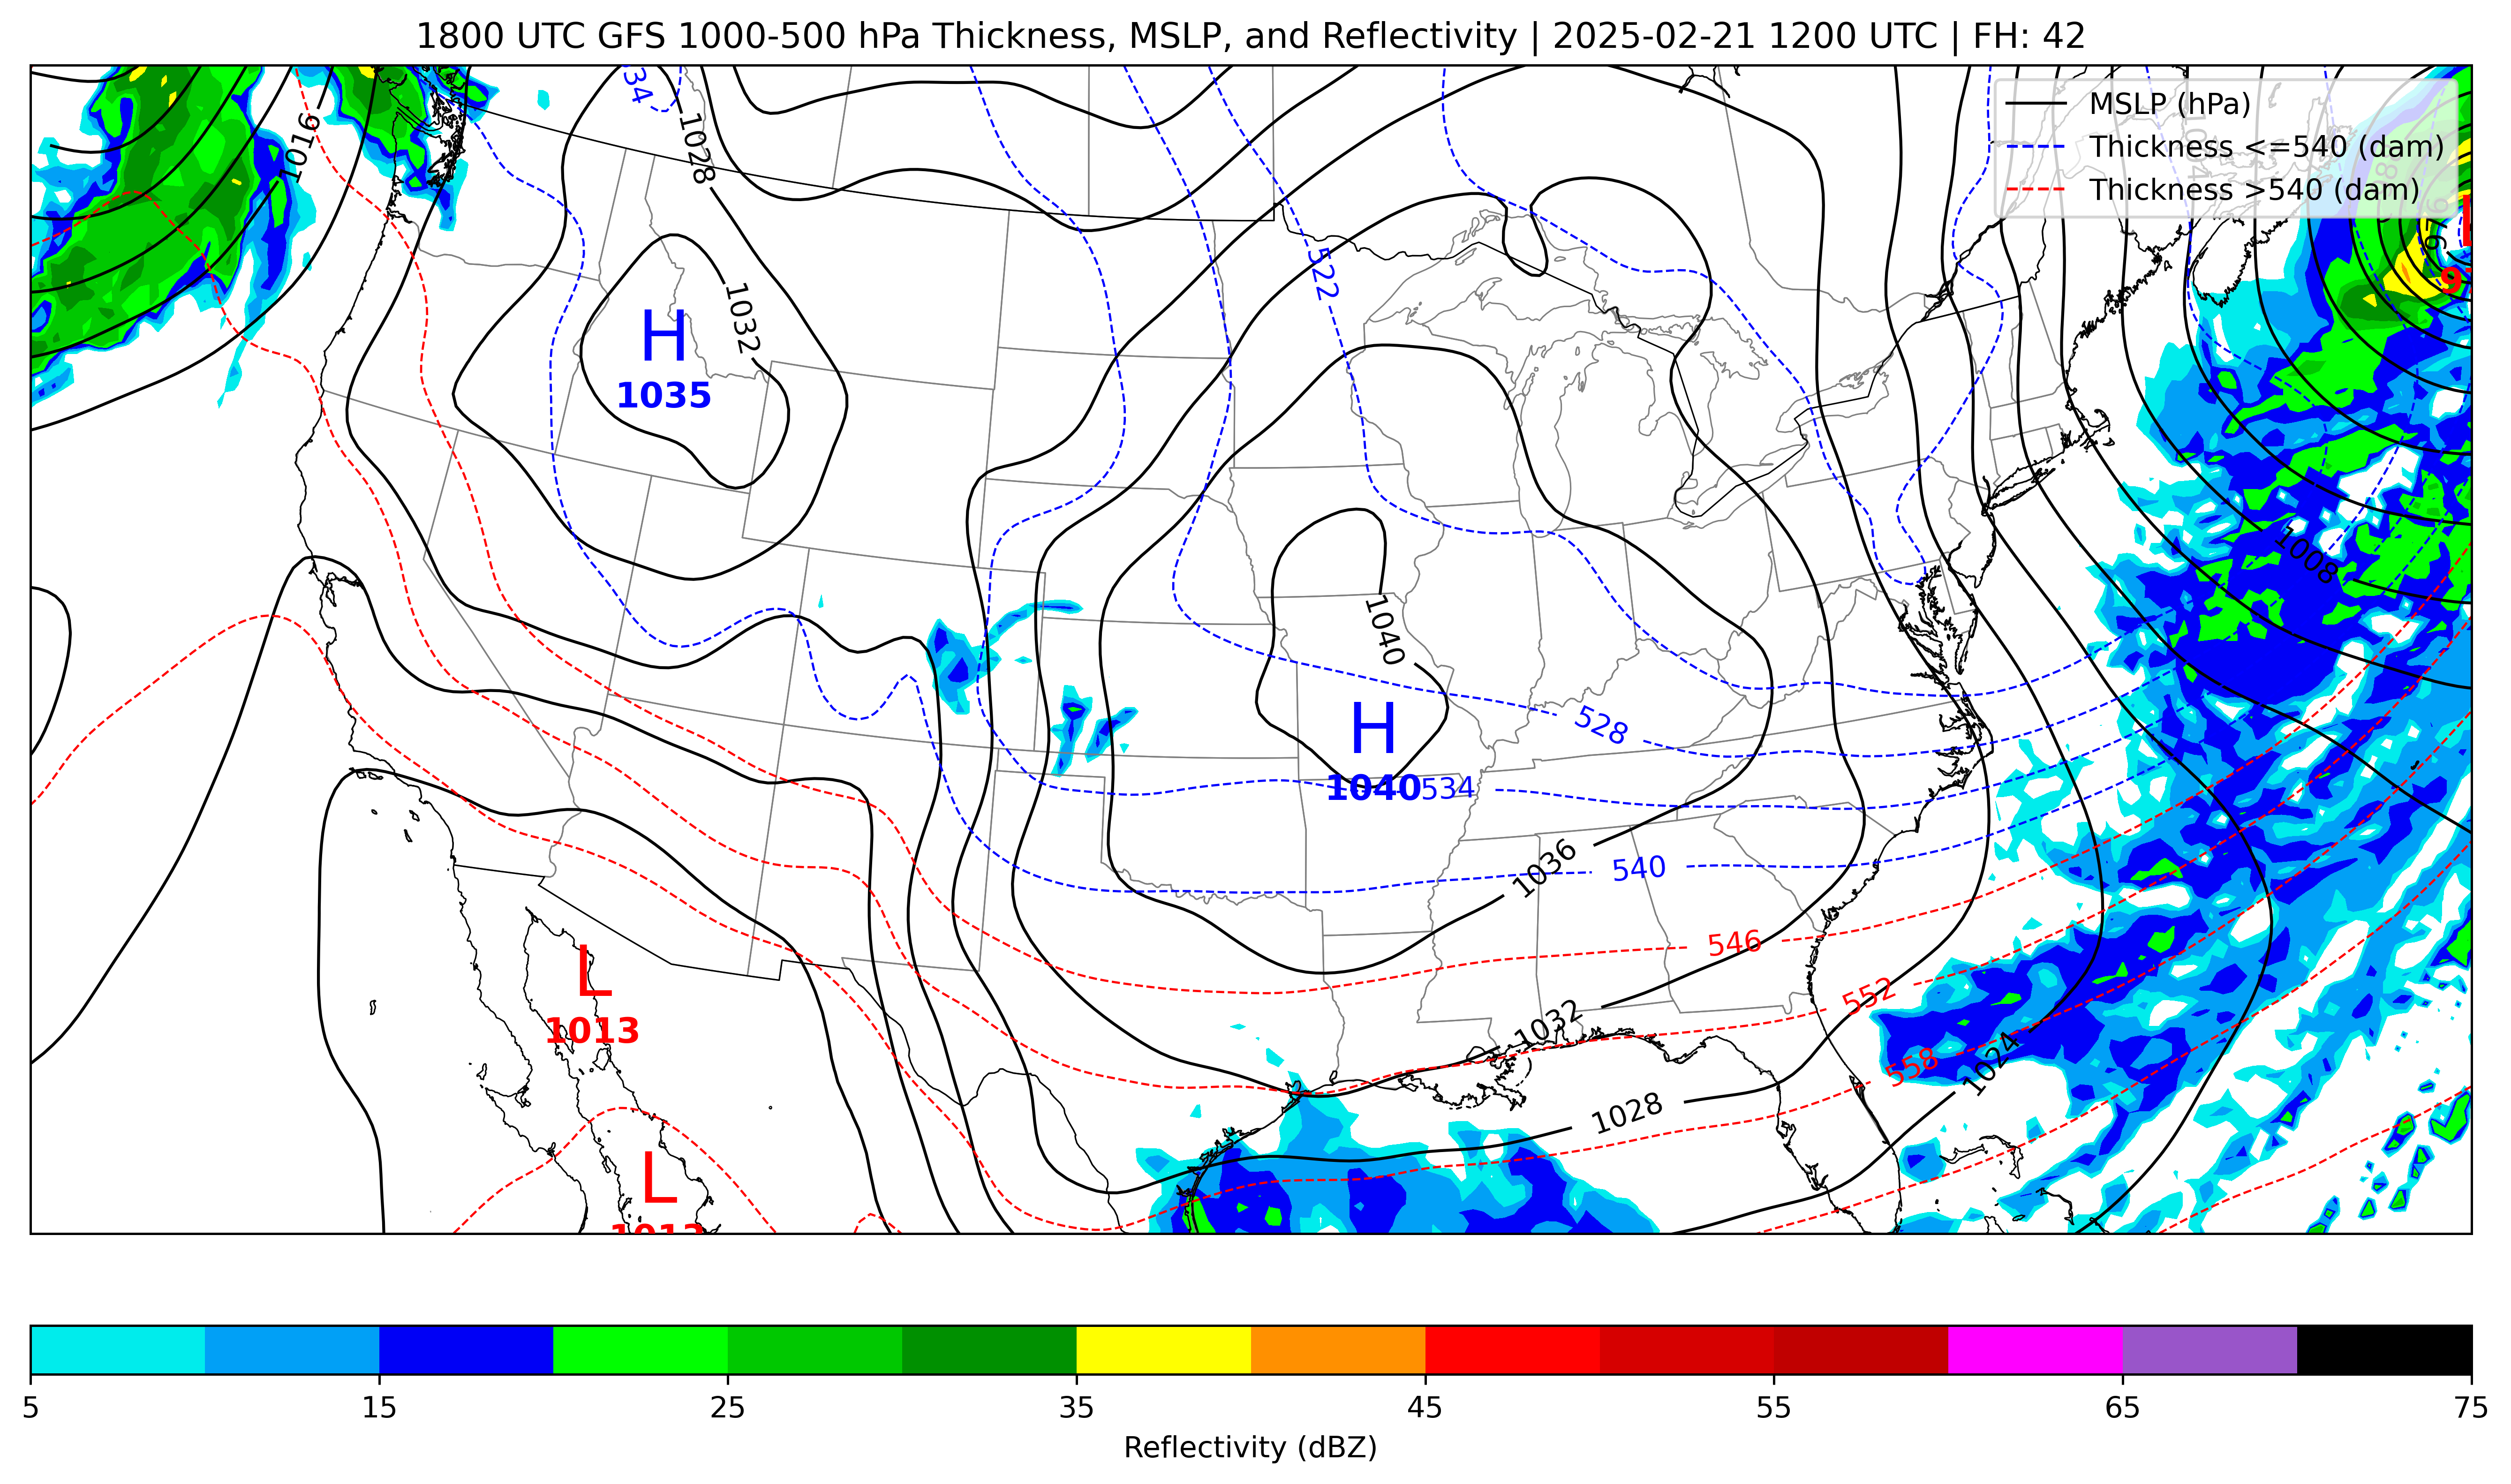 1800 UTC GFS 1000-500 hPa Thickness, MSLP, and Reflectivity | 2025-02-21 1200 UTC | FH: 42
MSLP (hPa)
Thickness <=540 (dam)
Thickness >540 (dam)
1016
1028
1032
H
1035
522
L
1008
1040
528
H
1040
534
540
1036
546
552
L
1013
1032
558
1024
1028
L
1013
5 15 25 35 45 55 65 75
Reflectivity (dBZ)